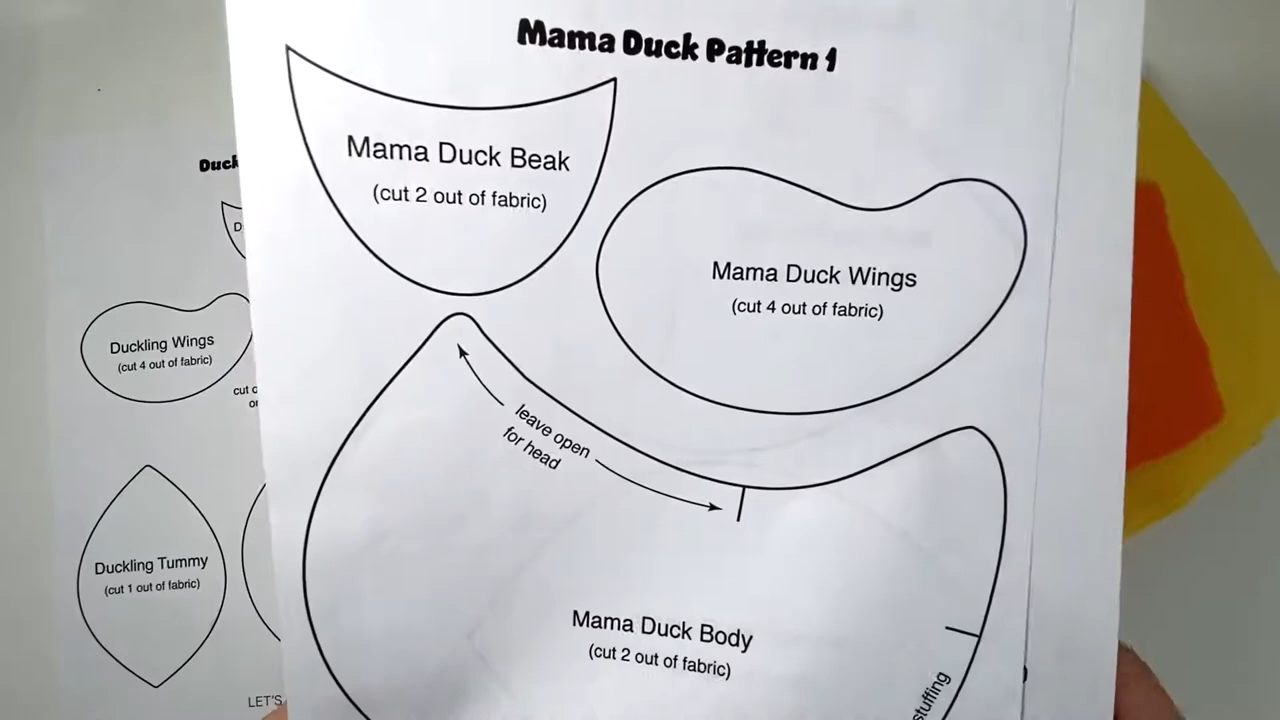 Mama Duck Pattern 1
Mama Duck Beak
(cut 2 out of fabric)
Mama Duck Wings
(cut 4 out of fabric)
leave open
for head
Mama Duck Body
(cut 2 out of fabric)
stuffing
Duck
D
Duckling Wings
(cut 4 out of fabric)
cut
Duckling Tummy
(cut 1 out of fabric)
LET'S